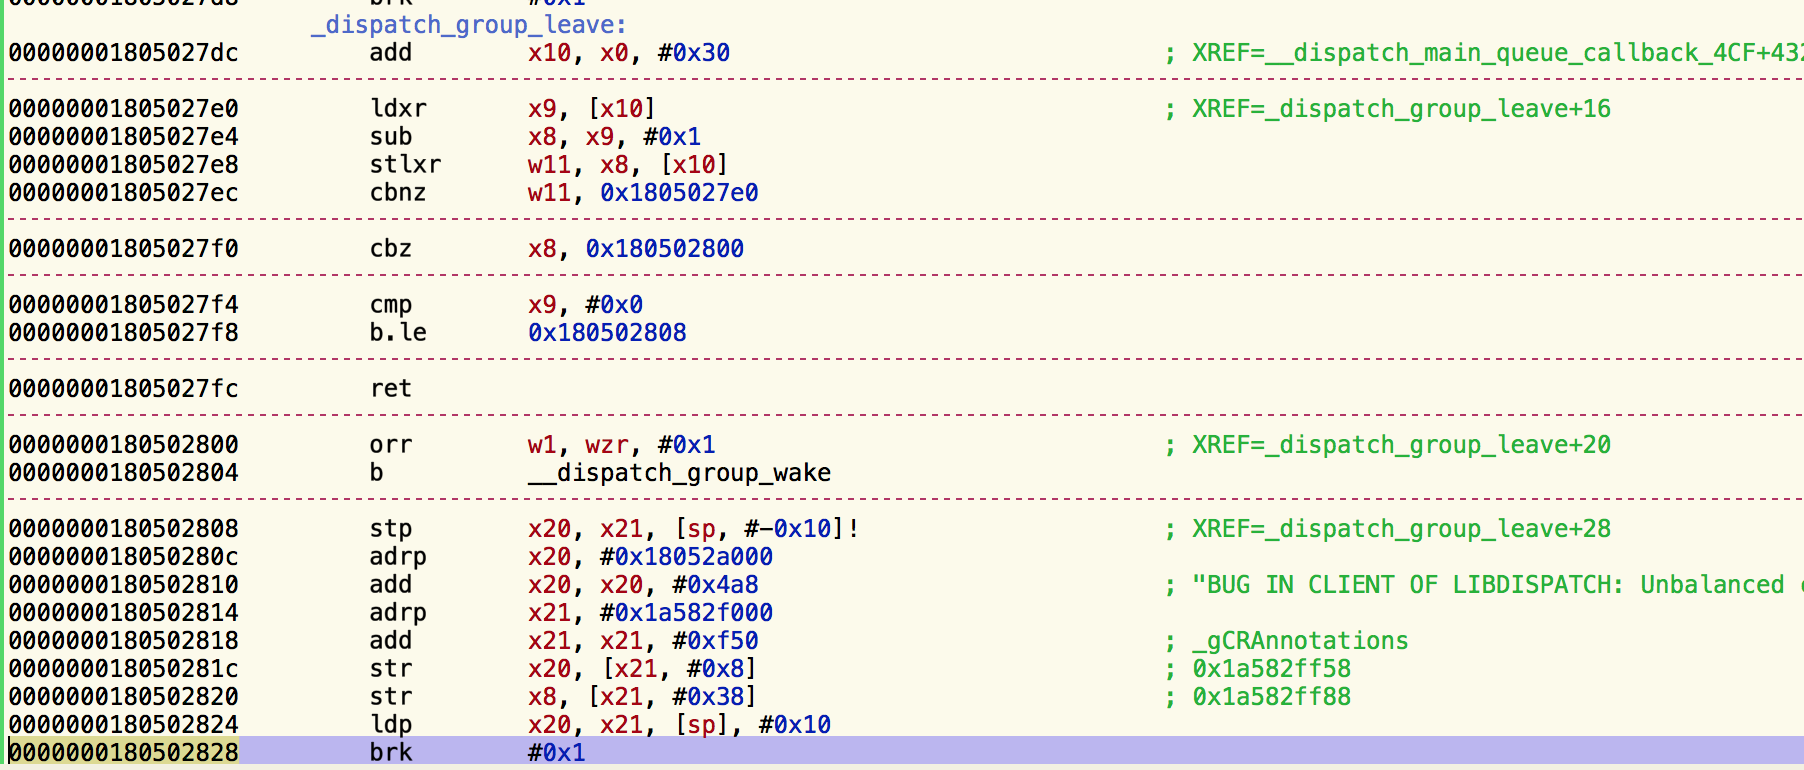 00000001805027d8 brk #0x1
_dispatch_group_leave:
00000001805027dc add x10, x0, #0x30 ; XREF=__dispatch_main_queue_callback_4CF+432
00000001805027e0 ldxr x9, [x10] ; XREF=_dispatch_group_leave+16
00000001805027e4 sub x8, x9, #0x1
00000001805027e8 stlxr w11, x8, [x10]
00000001805027ec cbnz w11, 0x1805027e0
00000001805027f0 cbz x8, 0x180502800
00000001805027f4 cmp x9, #0x0
00000001805027f8 b.le 0x180502808
00000001805027fc ret
0000000180502800 orr w1, wzr, #0x1 ; XREF=_dispatch_group_leave+20
0000000180502804 b __dispatch_group_wake
0000000180502808 stp x20, x21, [sp, #-0x10]! ; XREF=_dispatch_group_leave+28
000000018050280c adrp x20, #0x18052a000
0000000180502810 add x20, x20, #0x4a8 ; "BUG IN CLIENT OF LIBDISPATCH: Unbalanced
0000000180502814 adrp x21, #0x1a582f000
0000000180502818 add x21, x21, #0xf50 ; _gCRAnnotations
000000018050281c str x20, [x21, #0x8] ; 0x1a582ff58
0000000180502820 str x8, [x21, #0x38] ; 0x1a582ff88
0000000180502824 ldp x20, x21, [sp], #0x10
0000000180502828 brk #0x1